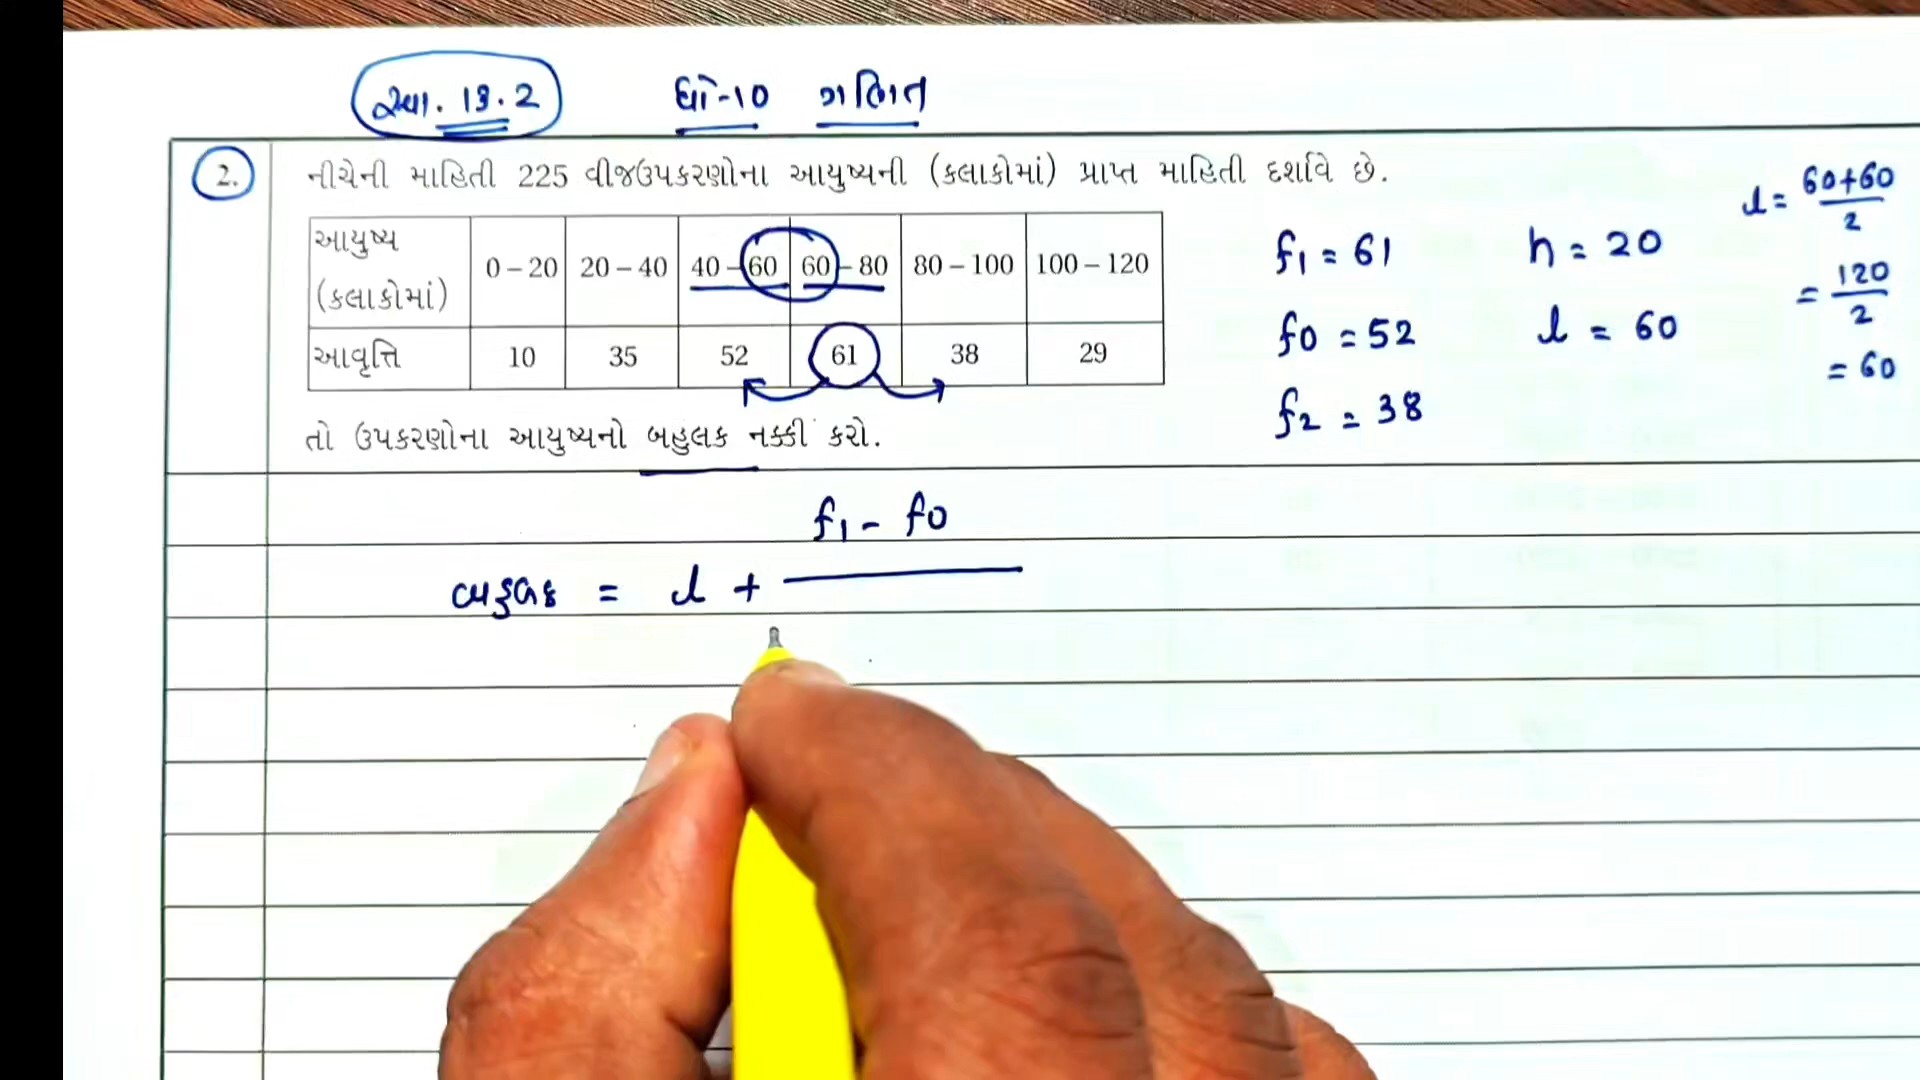 સ્વા. 13.2 ધો-10 ગણિત
2. નીચેની માહિતી 225 વીજઉપકરણોના આયુષ્યની (કલાકોમાં) પ્રાપ્ત માહિતી દર્શાવે છે.
આયુષ્ય (કલાકોમાં) 0 – 20 20 – 40 40 – 60 60 – 80 80 – 100 100 – 120
આવૃત્તિ 10 35 52 61 38 29
તો ઉપકરણોના આયુષ્યનો બહુલક નક્કી કરો.
f1 = 61 h = 20
f0 = 52 l = 60
f2 = 38
l = 60+60 / 2
= 120 / 2
= 60
f1 - f0
બહુલક = l +